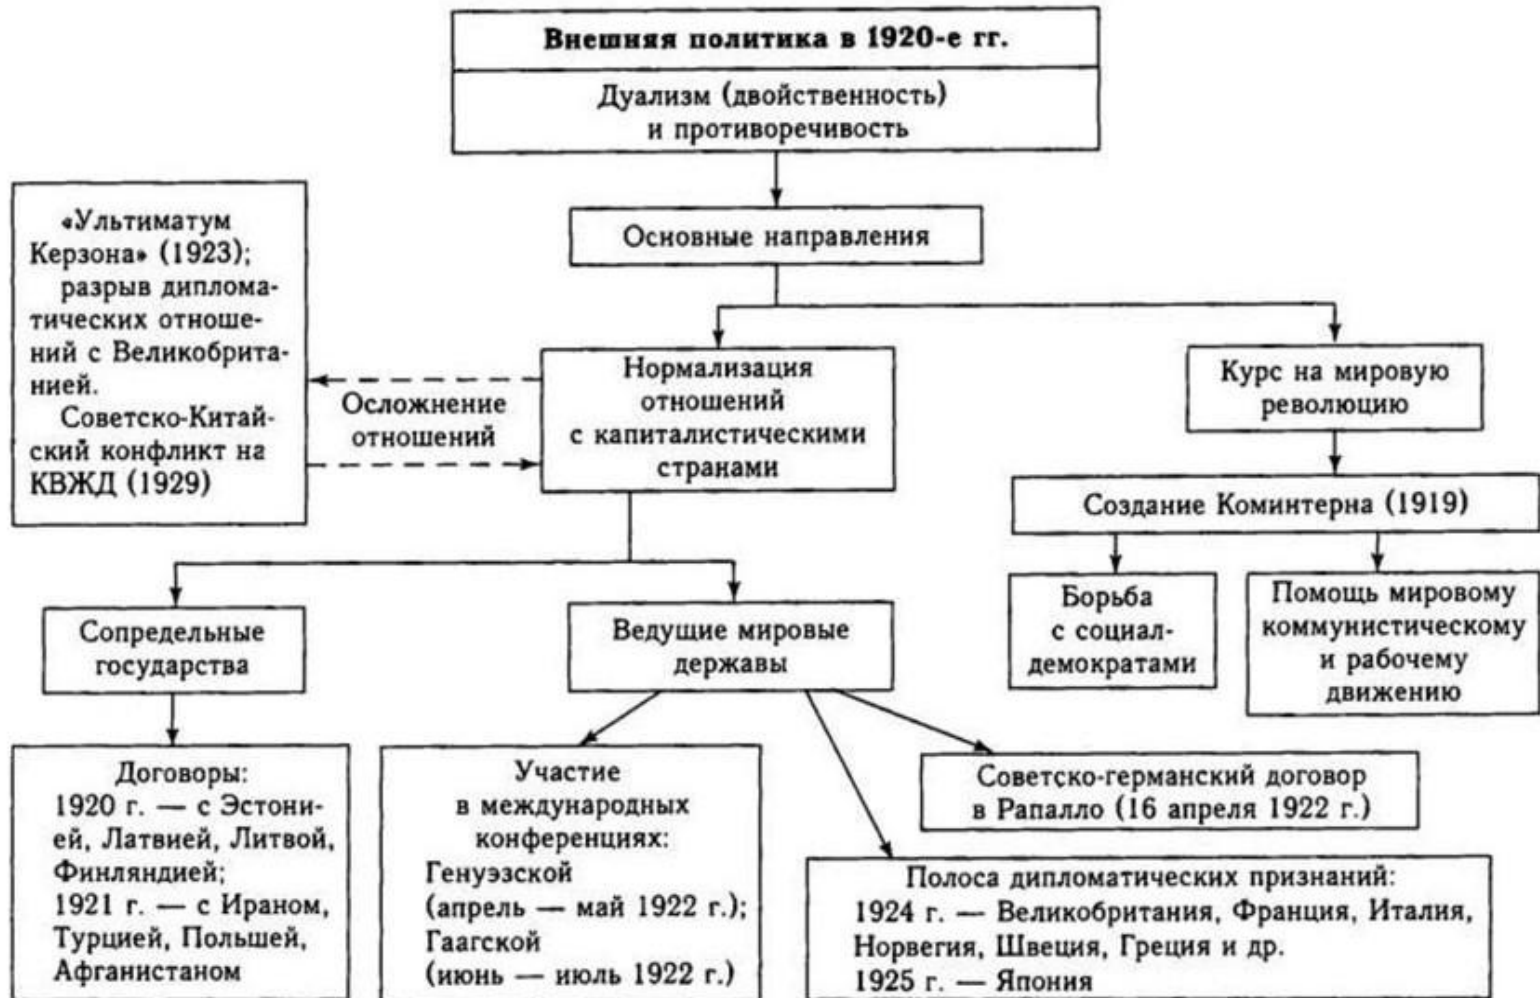 Внешняя политика в 1920-е гг.
Дуализм (двойственность)
и противоречивость
Основные направления
«Ультиматум
Керзона» (1923);
разрыв диплома-
тических отноше-
ний с Великобрита-
нией.
Советско-Китай-
ский конфликт на
КВЖД (1929)
Осложнение
отношений
Нормализация
отношений
с капиталистическими
странами
Курс на мировую
революцию
Создание Коминтерна (1919)
Борьба
с социал-
демократами
Помощь мировому
коммунистическому
и рабочему
движению
Сопредельные
государства
Ведущие мировые
державы
Договоры:
1920 г. — с Эстони-
ей, Латвией, Литвой,
Финляндией;
1921 г. — с Ираном,
Турцией, Польшей,
Афганистаном
Участие
в международных
конференциях:
Генуэзской
(апрель — май 1922 г.);
Гаагской
(июнь — июль 1922 г.)
Советско-германский договор
в Рапалло (16 апреля 1922 г.)
Полоса дипломатических признаний:
1924 г. — Великобритания, Франция, Италия,
Норвегия, Швеция, Греция и др.
1925 г. — Япония